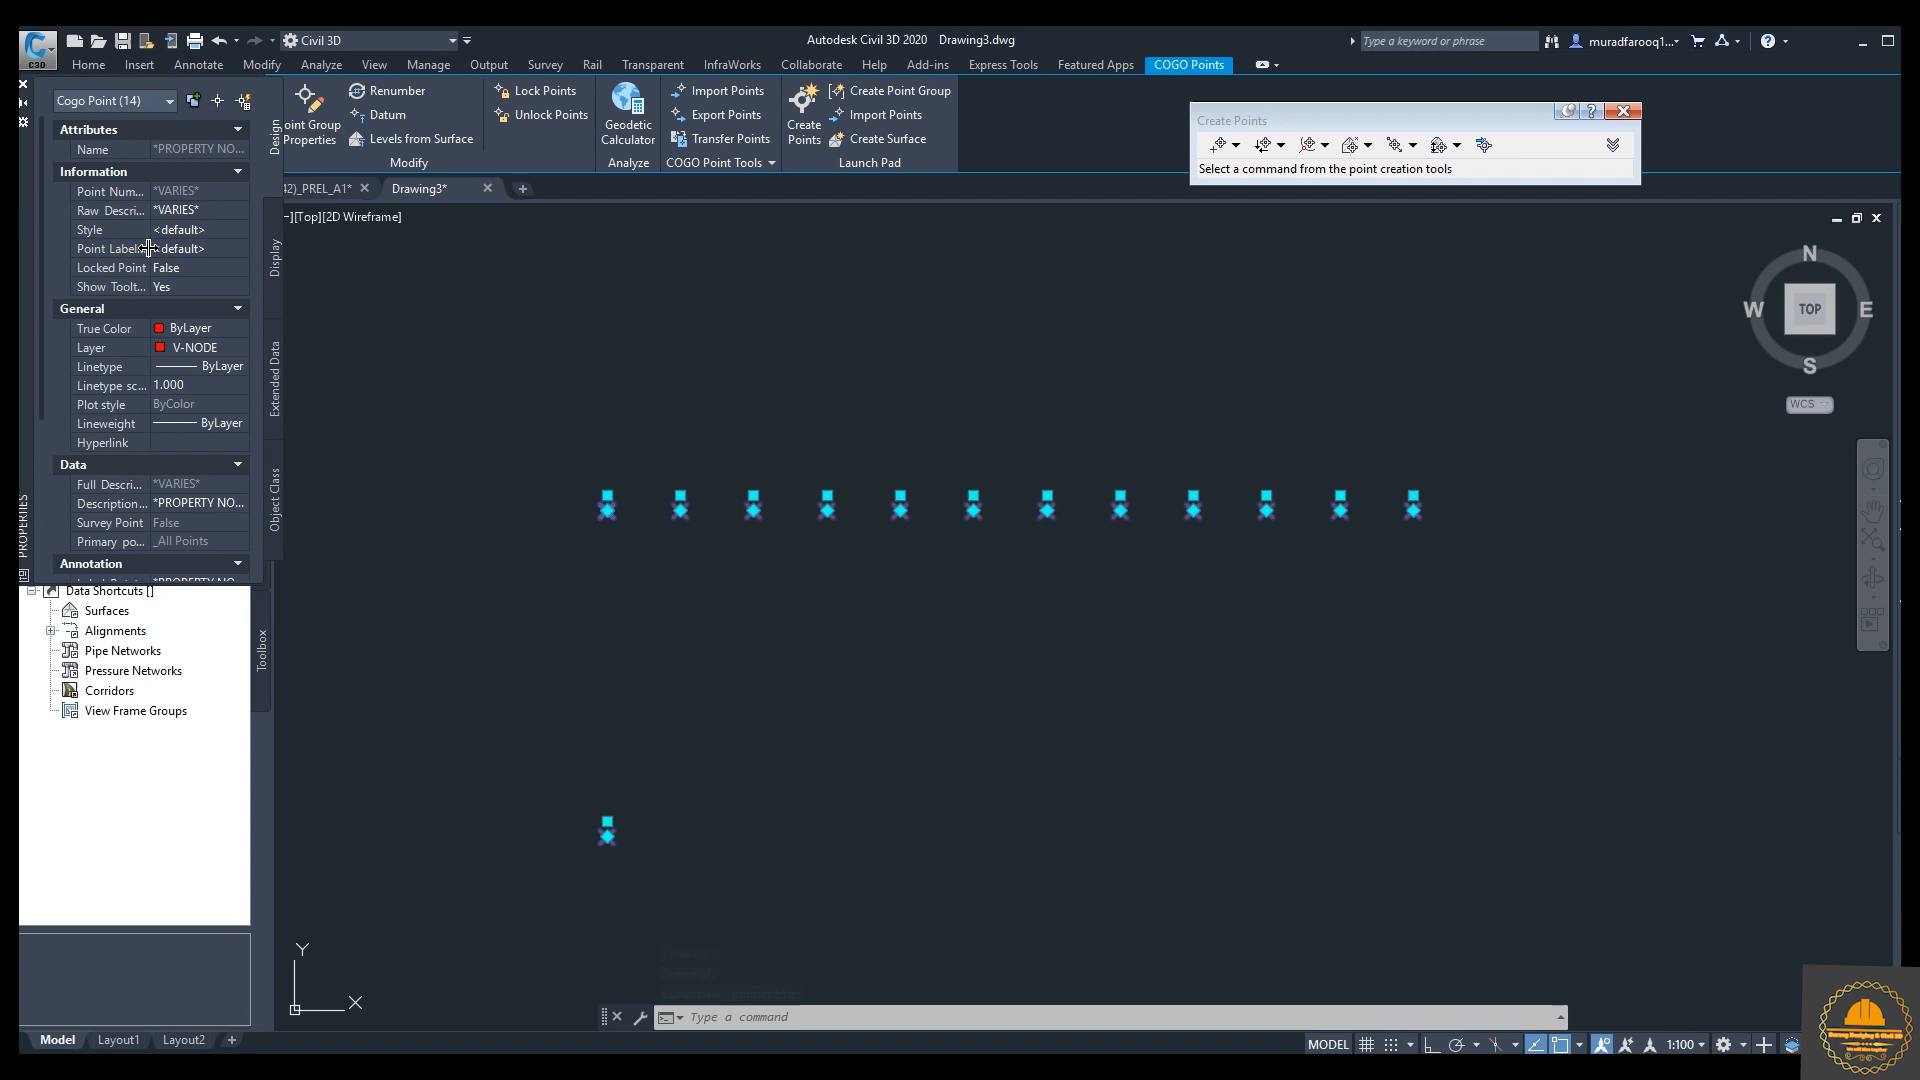 Civil 3D
Autodesk Civil 3D 2020 Drawing3.dwg
Type a keyword or phrase
muradfarooq1...
C3D
Home Insert Annotate Modify Analyze View Manage Output Survey Rail Transparent InfraWorks Collaborate Help Add-ins Express Tools Featured Apps COGO Points
Cogo Point (14)
Attributes
Name *PROPERTY NO...
Information
Point Num... *VARIES*
Raw Descri... *VARIES*
Style <default>
Point Label default>
Locked Point False
Show Toolt... Yes
General
True Color ByLayer
Layer V-NODE
Linetype ByLayer
Linetype sc... 1.000
Plot style ByColor
Lineweight ByLayer
Hyperlink
Data
Full Descri... *VARIES*
Description... *PROPERTY NO...
Survey Point False
Primary po... _All Points
Annotation
PROPERTIES
Design
Display
Extended Data
Object Class
oint Group
Properties
Renumber
Datum
Levels from Surface
Modify
Lock Points
Unlock Points
Geodetic
Calculator
Analyze
Import Points
Export Points
Transfer Points
COGO Point Tools
Create
Points
Create Point Group
Import Points
Create Surface
Launch Pad
Create Points
Select a command from the point creation tools
42)_PREL_A1*
Drawing3*
−][Top][2D Wireframe]
N
W TOP E
S
WCS
Data Shortcuts []
Surfaces
Alignments
Pipe Networks
Pressure Networks
Corridors
View Frame Groups
Toolbox
Y
X
Type a command
Model Layout1 Layout2
MODEL
1:100